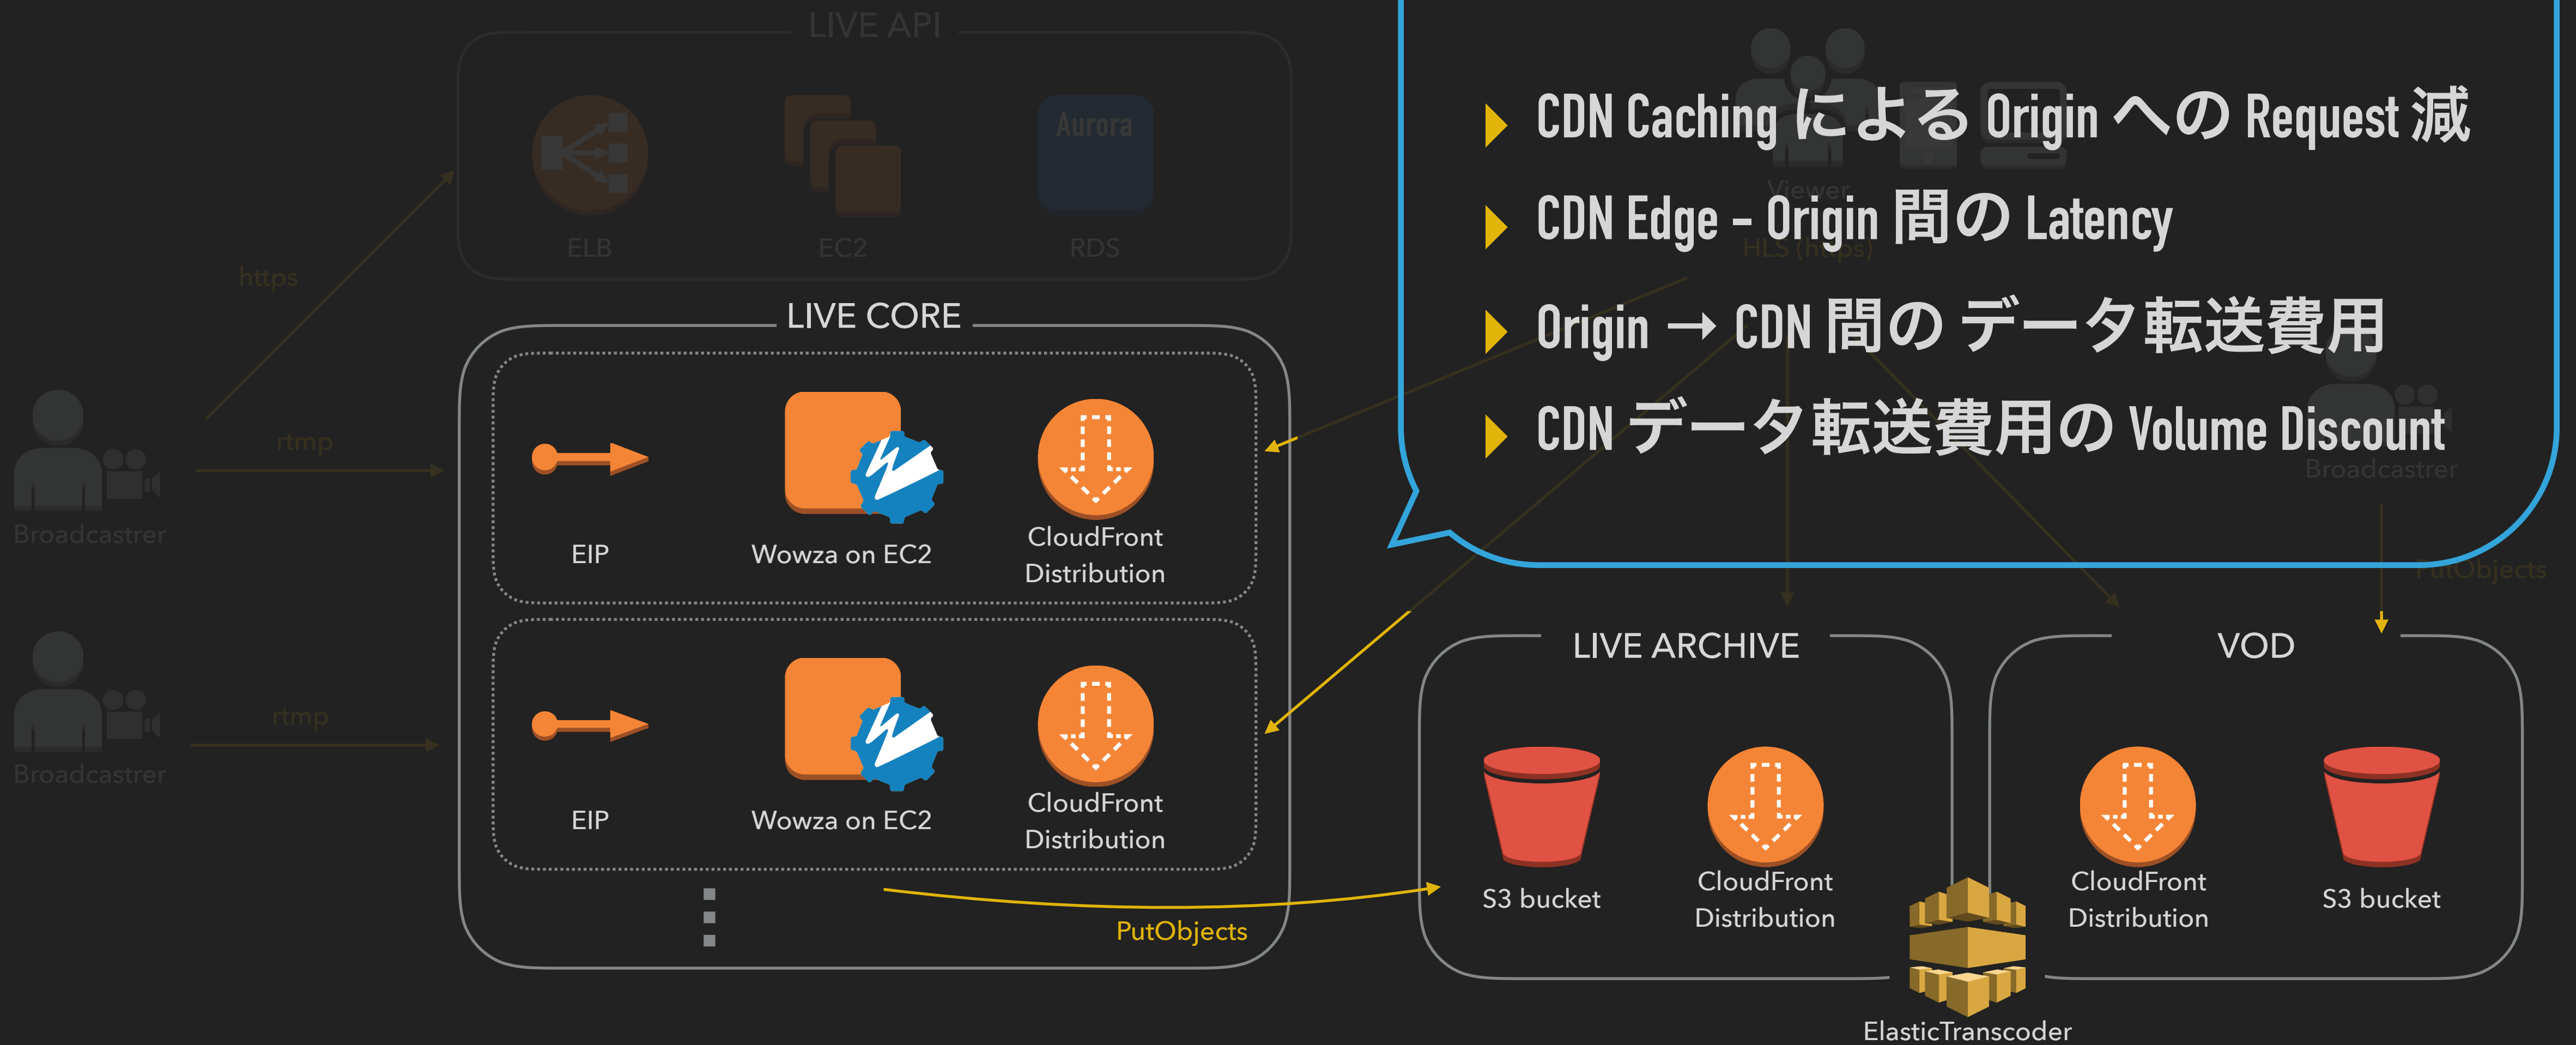 LIVE API
Aurora
ELB
EC2
RDS
https
rtmp
Broadcastrer
rtmp
Broadcastrer
LIVE CORE
EIP
Wowza on EC2
CloudFront
Distribution
EIP
Wowza on EC2
CloudFront
Distribution
PutObjects
CDN Caching による Origin への Request 減
Viewer
CDN Edge – Origin 間の Latency
HLS (https)
Origin → CDN 間の データ転送費用
CDN データ転送費用の Volume Discount
Broadcastrer
PutObjects
LIVE ARCHIVE
S3 bucket
CloudFront
Distribution
VOD
CloudFront
Distribution
S3 bucket
ElasticTranscoder